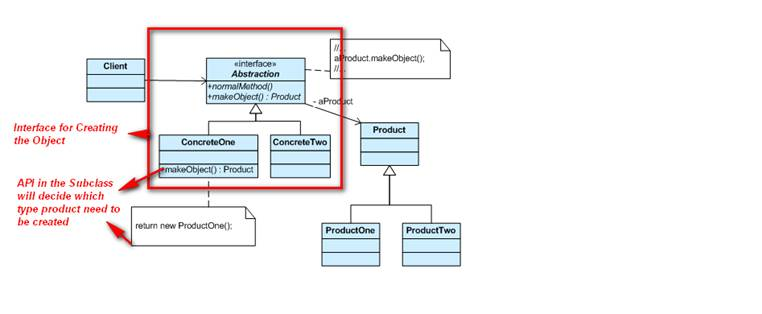 //...
aProduct.makeObject();
//...
Client
«interface»
Abstraction
+normalMethod()
+makeObject() : Product
- aProduct
Product
Interface for Creating
the Object
ConcreteOne
makeObject() : Product
ConcreteTwo
API in the Subclass
will decide which
type product need to
be created
return new ProductOne();
ProductOne
ProductTwo